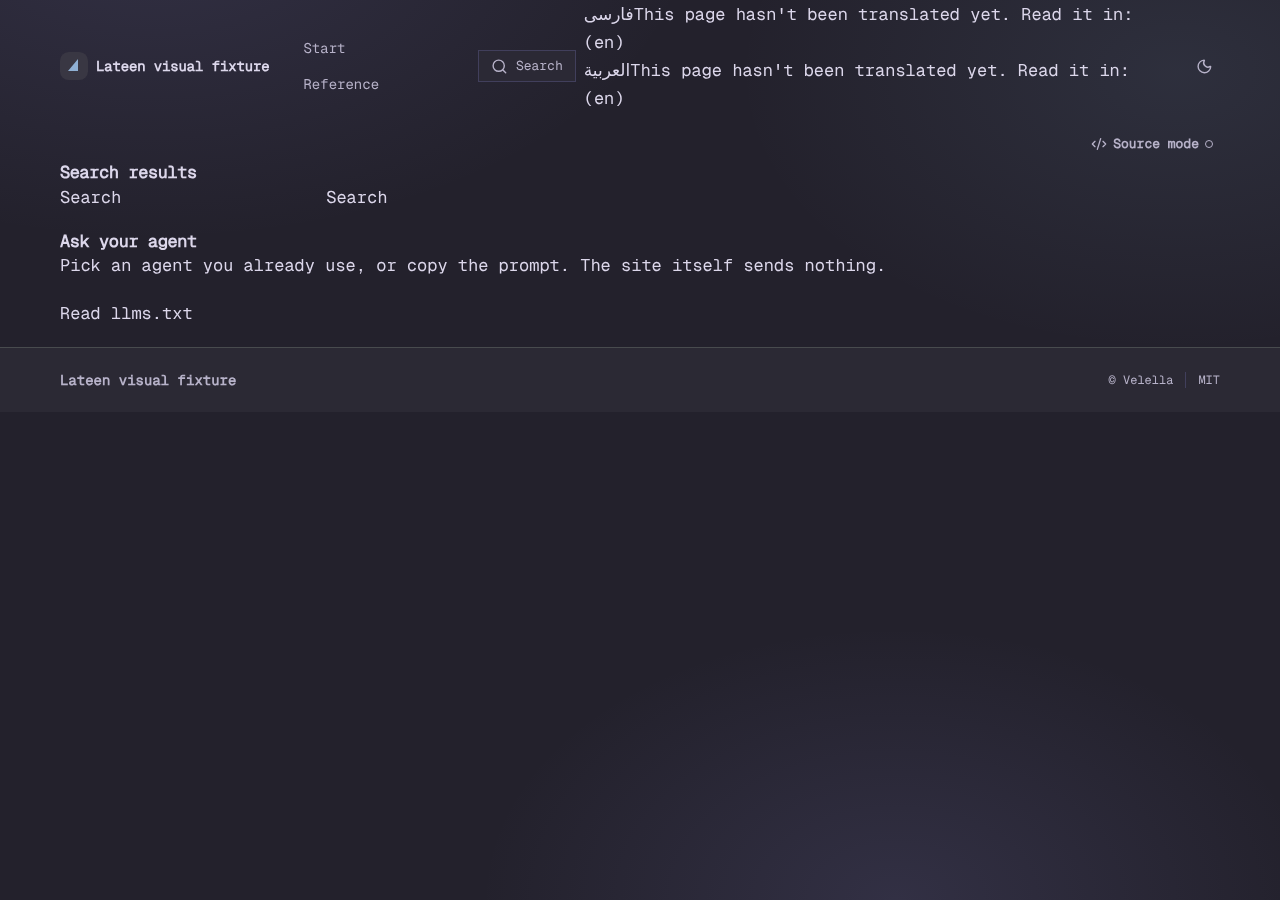 Lateen visual fixture
Start
Reference
Search
فارسیThis page hasn't been translated yet. Read it in:
(en)
العربيةThis page hasn't been translated yet. Read it in:
(en)
Source mode
Search results
Search
Search
Ask your agent
Pick an agent you already use, or copy the prompt. The site itself sends nothing.
Read llms.txt
Lateen visual fixture
© Velella
MIT